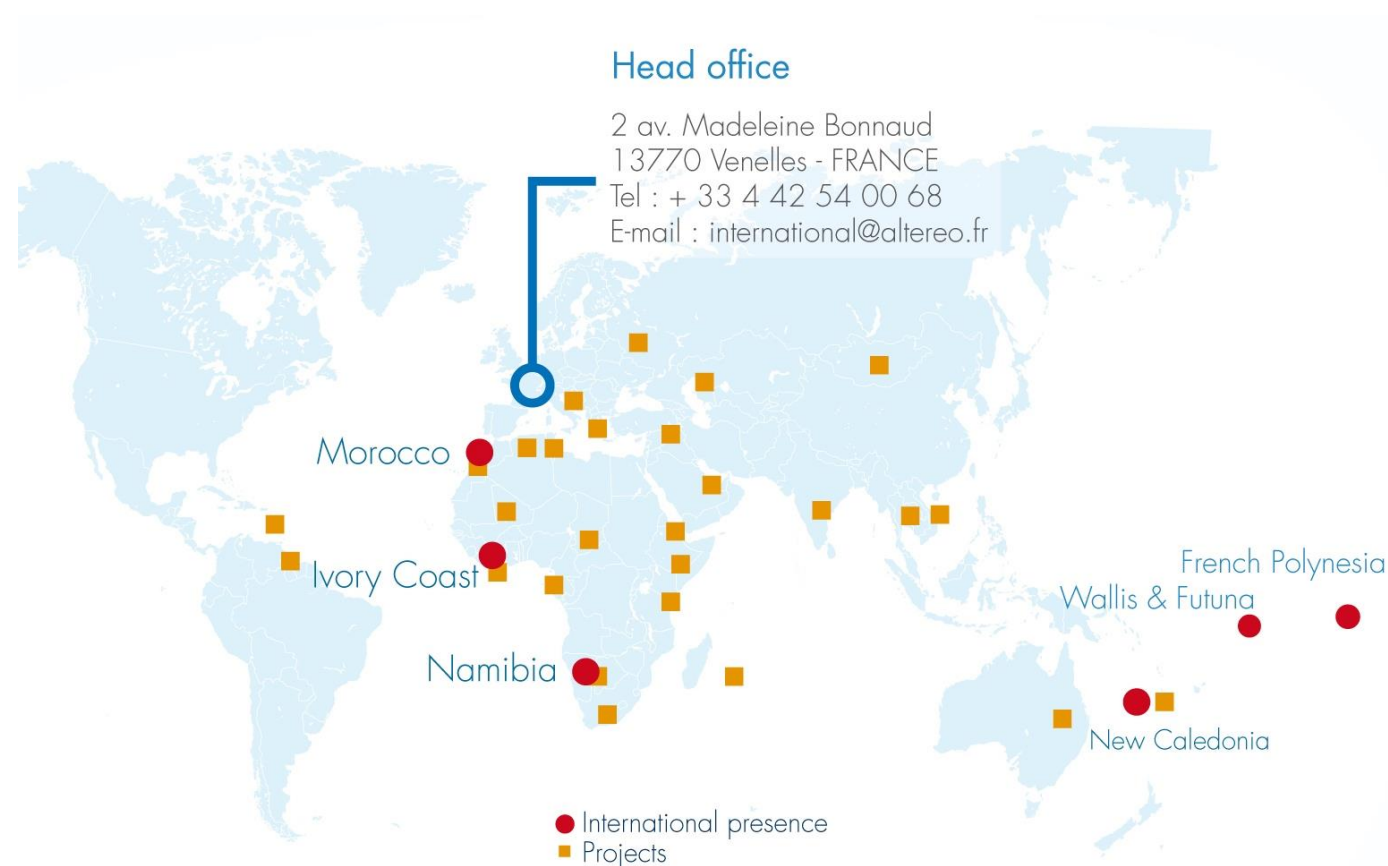 Head office
2 av. Madeleine Bonnaud
13770 Venelles - FRANCE
Tel : + 33 4 42 54 00 68
E-mail : international@altereo.fr
Morocco
Ivory Coast
French Polynesia
Wallis & Futuna
Namibia
New Caledonia
International presence
Projects